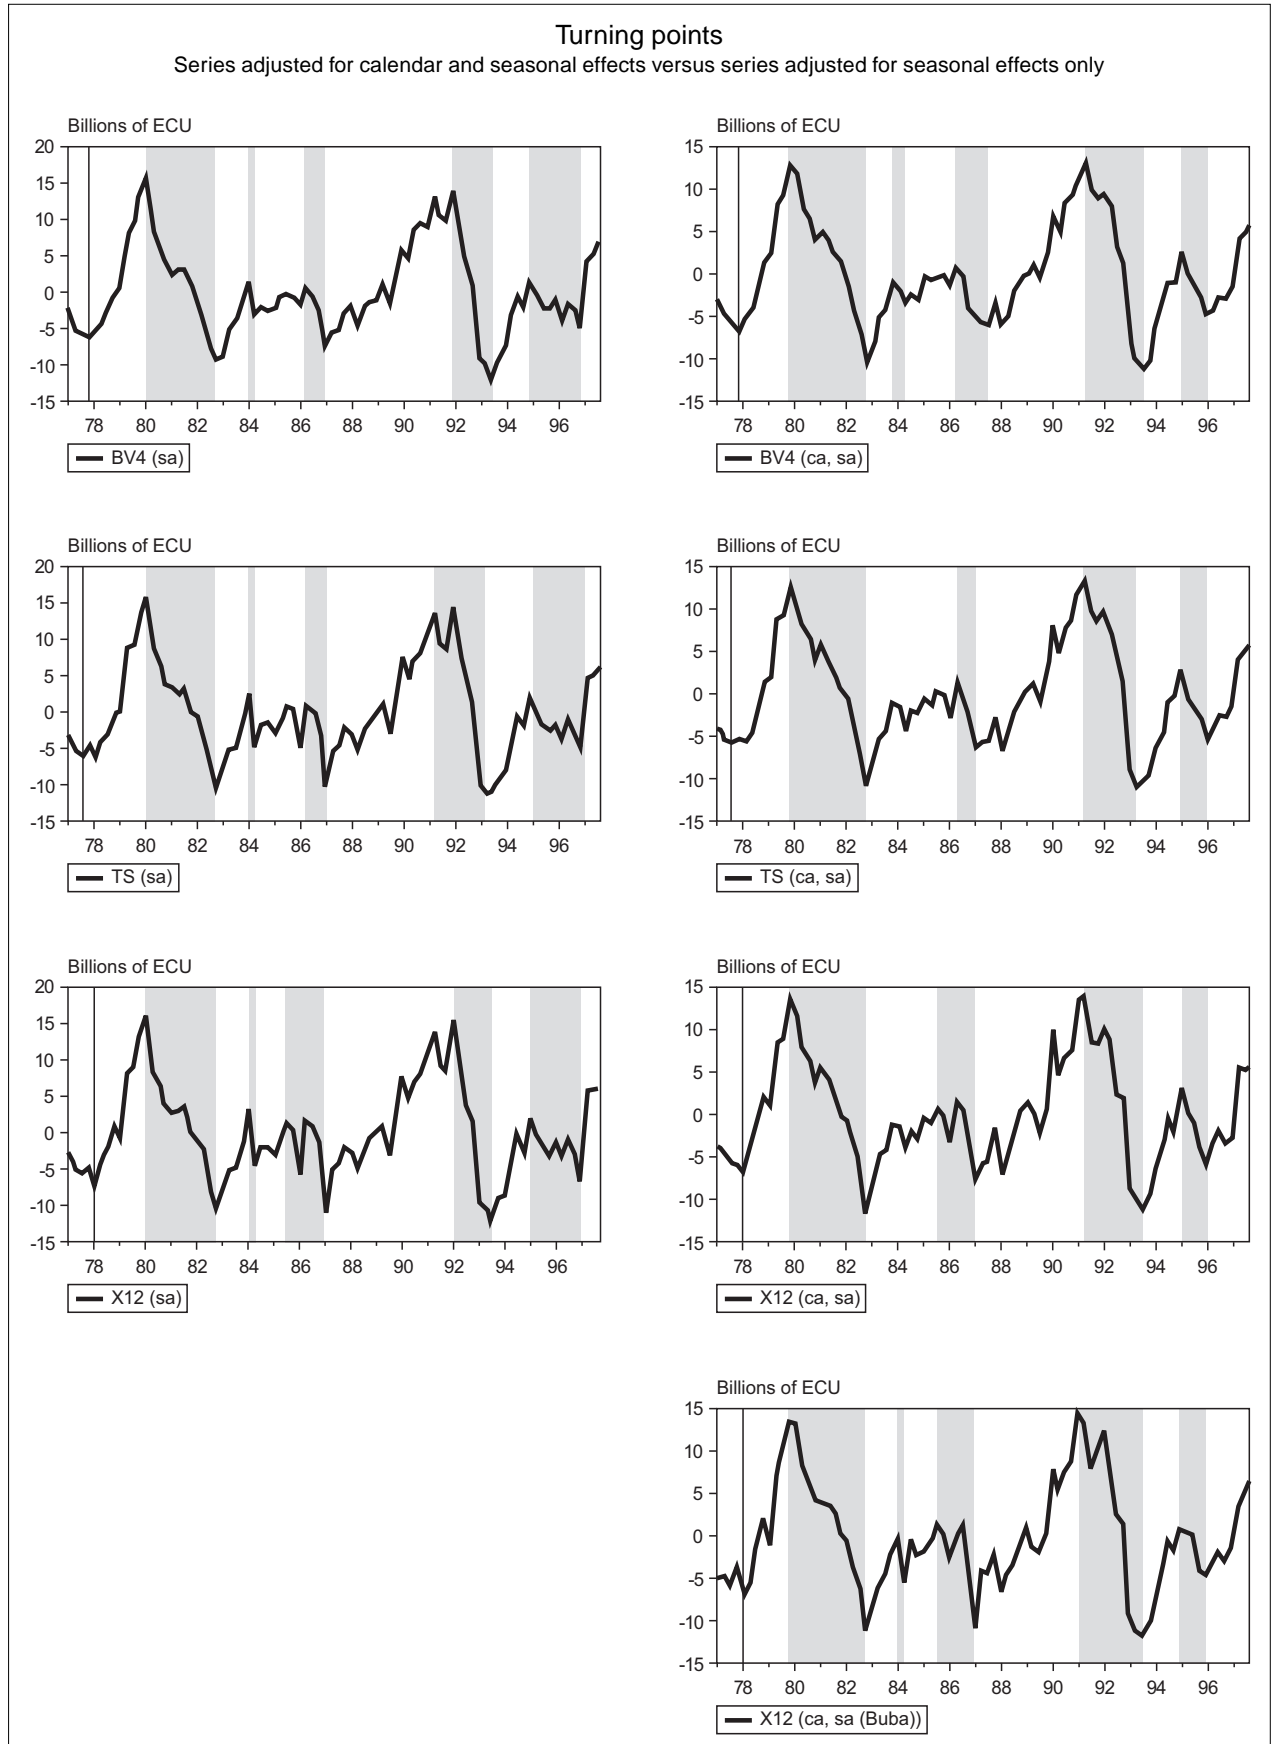 Turning points
Series adjusted for calendar and seasonal effects versus series adjusted for seasonal effects only
Billions of ECU
20
15
10
5
0
-5
-10
-15
78 80 82 84 86 88 90 92 94 96
BV4 (sa)
Billions of ECU
15
10
5
0
-5
-10
-15
78 80 82 84 86 88 90 92 94 96
BV4 (ca, sa)
Billions of ECU
20
15
10
5
0
-5
-10
-15
78 80 82 84 86 88 90 92 94 96
TS (sa)
Billions of ECU
15
10
5
0
-5
-10
-15
78 80 82 84 86 88 90 92 94 96
TS (ca, sa)
Billions of ECU
20
15
10
5
0
-5
-10
-15
78 80 82 84 86 88 90 92 94 96
X12 (sa)
Billions of ECU
15
10
5
0
-5
-10
-15
78 80 82 84 86 88 90 92 94 96
X12 (ca, sa)
Billions of ECU
15
10
5
0
-5
-10
-15
78 80 82 84 86 88 90 92 94 96
X12 (ca, sa (Buba))